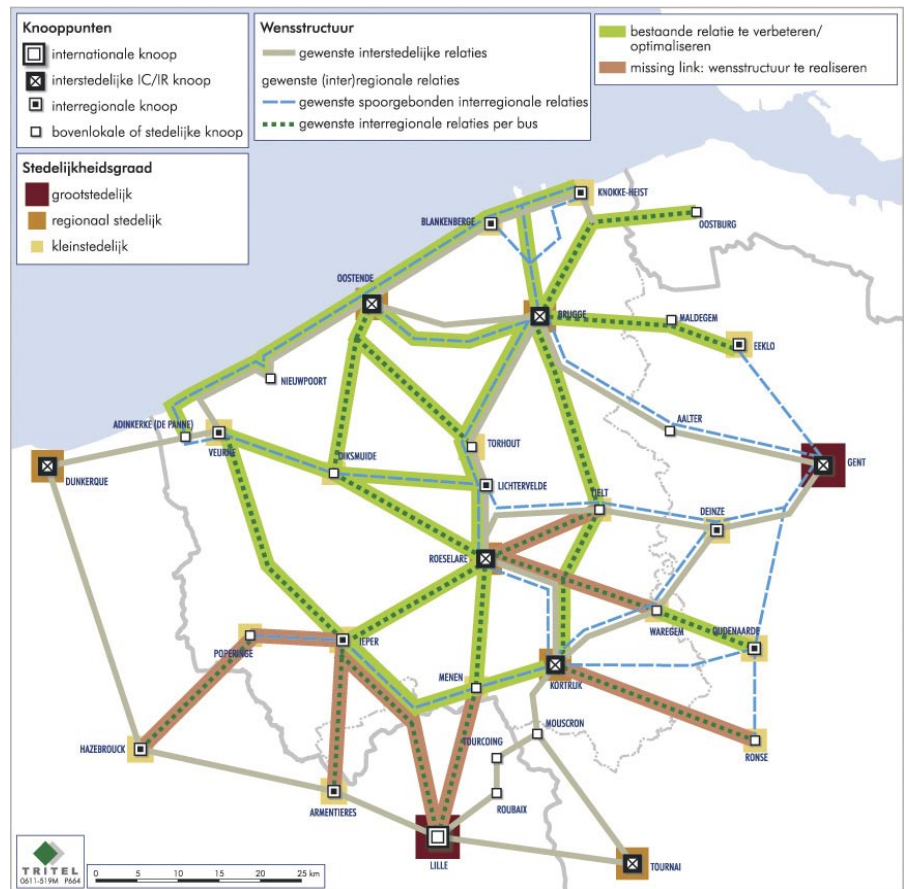 Knooppunten
internationale knoop
interstedelijke IC/IR knoop
interregionale knoop
bovenlokale of stedelijke knoop
Stedelijkheidsgraad
grootstedelijk
regionaal stedelijk
kleinstedelijk
Wensstructuur
gewenste interstedelijke relaties
gewenste (inter)regionale relaties
gewenste spoorgebonden interregionale relaties
gewenste interregionale relaties per bus
bestaande relatie te verbeteren/
optimaliseren
missing link: wensstructuur te realiseren
KNOKKE-HEIST
BLANKENBERGE
OOSTBURG
OOSTENDE
BRUGGE
MALDEGEM
EEKLO
NIEUWPOORT
ADINKERKE (DE PANNE)
VEURNE
AALTER
TORHOUT
DIKSMUIDE
LICHTERVELDE
GENT
DUNKERQUE
TIELT
DEINZE
ROESELARE
WAREGEM
OUDENAARDE
POPERINGE
IEPER
MENEN
KORTRIJK
MOUSCRON
TOURCOING
HAZEBROUCK
RONSE
ROUBAIX
ARMENTIERES
LILLE
TOURNAI
TRITEL
0611-519M P664
0 5 10 15 20 25 km